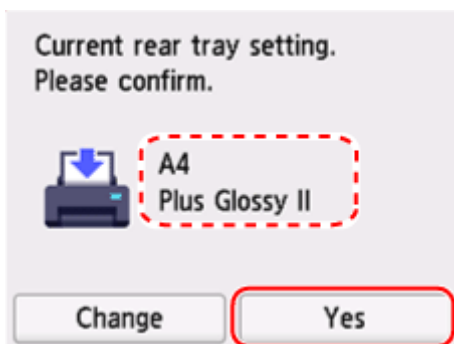 Current rear tray setting.
Please confirm.
A4
Plus Glossy II
Change
Yes